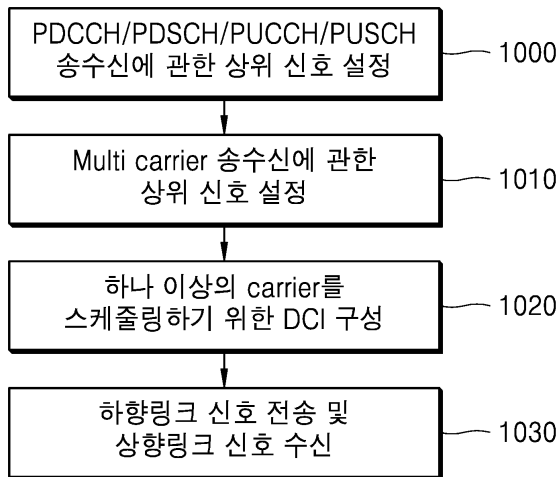 PDCCH/PDSCH/PUCCH/PUSCH
송수신에 관한 상위 신호 설정
1000
Multi carrier 송수신에 관한
상위 신호 설정
1010
하나 이상의 carrier를
스케줄링하기 위한 DCI 구성
1020
하향링크 신호 전송 및
상향링크 신호 수신
1030